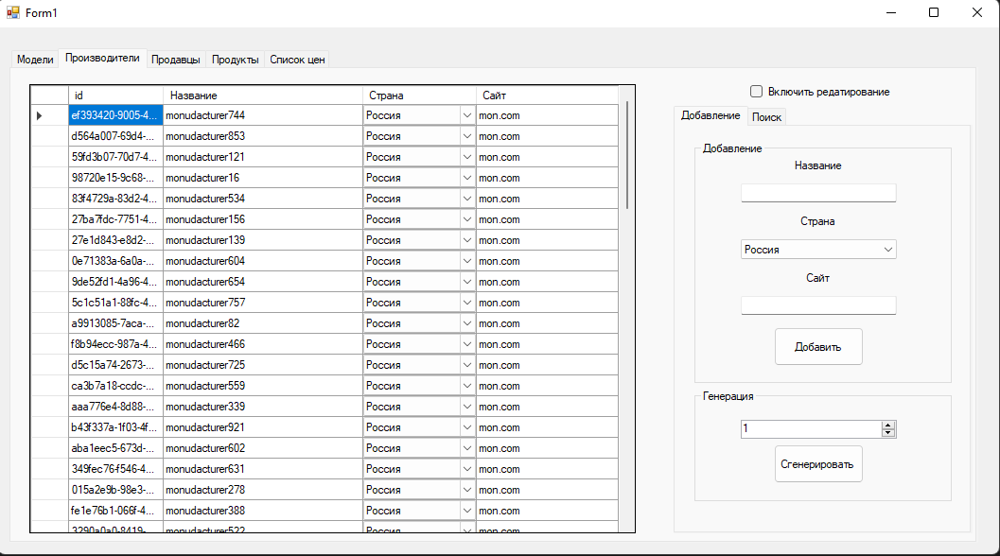 Form1
Модели Производители Продавцы Продукты Список цен
id Название Страна Сайт
ef393420-9005-4... monudacturer744 Россия mon.com
d564a007-69d4-... monudacturer853 Россия mon.com
59fd3b07-70d7-4... monudacturer121 Россия mon.com
98720e15-9c68-... monudacturer16 Россия mon.com
83f4729a-83d2-4... monudacturer534 Россия mon.com
27ba7fdc-7751-4... monudacturer156 Россия mon.com
27e1d843-e8d2-... monudacturer139 Россия mon.com
0e71383a-6a0a-... monudacturer604 Россия mon.com
9de52fd1-4a96-4... monudacturer654 Россия mon.com
5c1c51a1-88fc-4... monudacturer757 Россия mon.com
a9913085-7aca-... monudacturer82 Россия mon.com
f8b94ecc-987a-4... monudacturer466 Россия mon.com
d5c15a74-2673-... monudacturer725 Россия mon.com
ca3b7a18-ccdc-... monudacturer559 Россия mon.com
aaa776e4-8d88-... monudacturer339 Россия mon.com
b43f337a-1f03-4f... monudacturer921 Россия mon.com
aba1eec5-673d-... monudacturer602 Россия mon.com
349fec76-f546-4... monudacturer631 Россия mon.com
015a2e9b-98e3-... monudacturer278 Россия mon.com
fe1e76b1-066f-4... monudacturer388 Россия mon.com
3290a0a0-8419-... monudacturer522 Россия mon.com
Включить редатирование
Добавление Поиск
Добавление
Название
Страна
Россия
Сайт
Добавить
Генерация
1
Сгенерировать